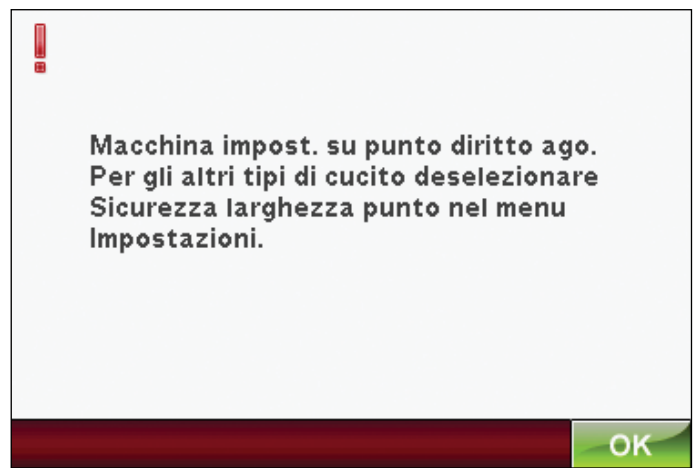 Macchina impost. su punto diritto ago.
Per gli altri tipi di cucito deselezionare
Sicurezza larghezza punto nel menu
Impostazioni.
OK